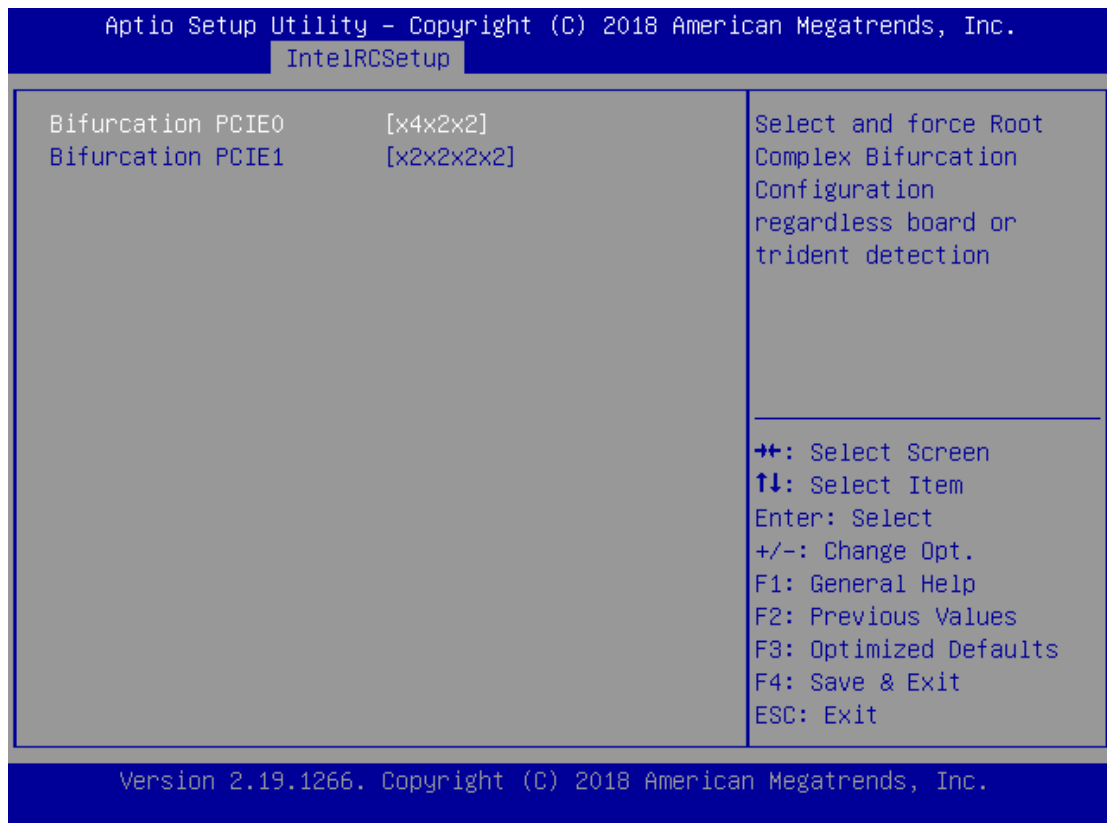 Aptio Setup Utility – Copyright (C) 2018 American Megatrends, Inc.
IntelRCSetup
Bifurcation PCIE0 [x4x2x2]
Bifurcation PCIE1 [x2x2x2x2]
Select and force Root
Complex Bifurcation
Configuration
regardless board or
trident detection
→←: Select Screen
↑↓: Select Item
Enter: Select
+/-: Change Opt.
F1: General Help
F2: Previous Values
F3: Optimized Defaults
F4: Save & Exit
ESC: Exit
Version 2.19.1266. Copyright (C) 2018 American Megatrends, Inc.